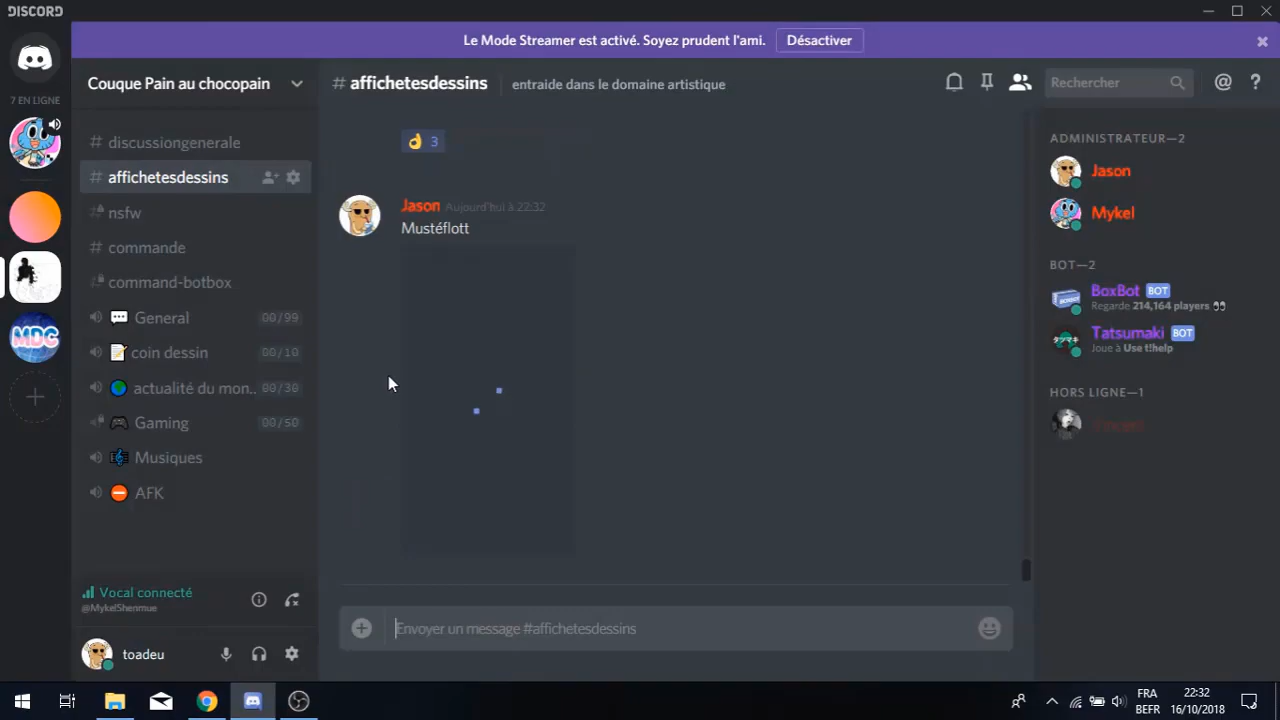 DISCORD
Le Mode Streamer est activé. Soyez prudent l'ami.
Désactiver
7 EN LIGNE
MDC
Couque Pain au chocopain
# discussiongenerale
# affichetesdessins
nsfw
# commande
command-botbox
General 00/99
coin dessin 00/10
actualité du mon... 00/30
Gaming 00/50
Musiques
AFK
Vocal connecté
@MykelShenmue
toadeu
# affichetesdessins
entraide dans le domaine artistique
Rechercher
3
Jason Aujourd'hui à 22:32
Mustéflott
Envoyer un message #affichetesdessins
ADMINISTRATEUR—2
Jason
Mykel
BOT—2
BoxBot BOT
Regarde 214,164 players
Tatsumaki BOT
Joue à Use t!help
HORS LIGNE—1
FRA
BEFR
22:32
16/10/2018